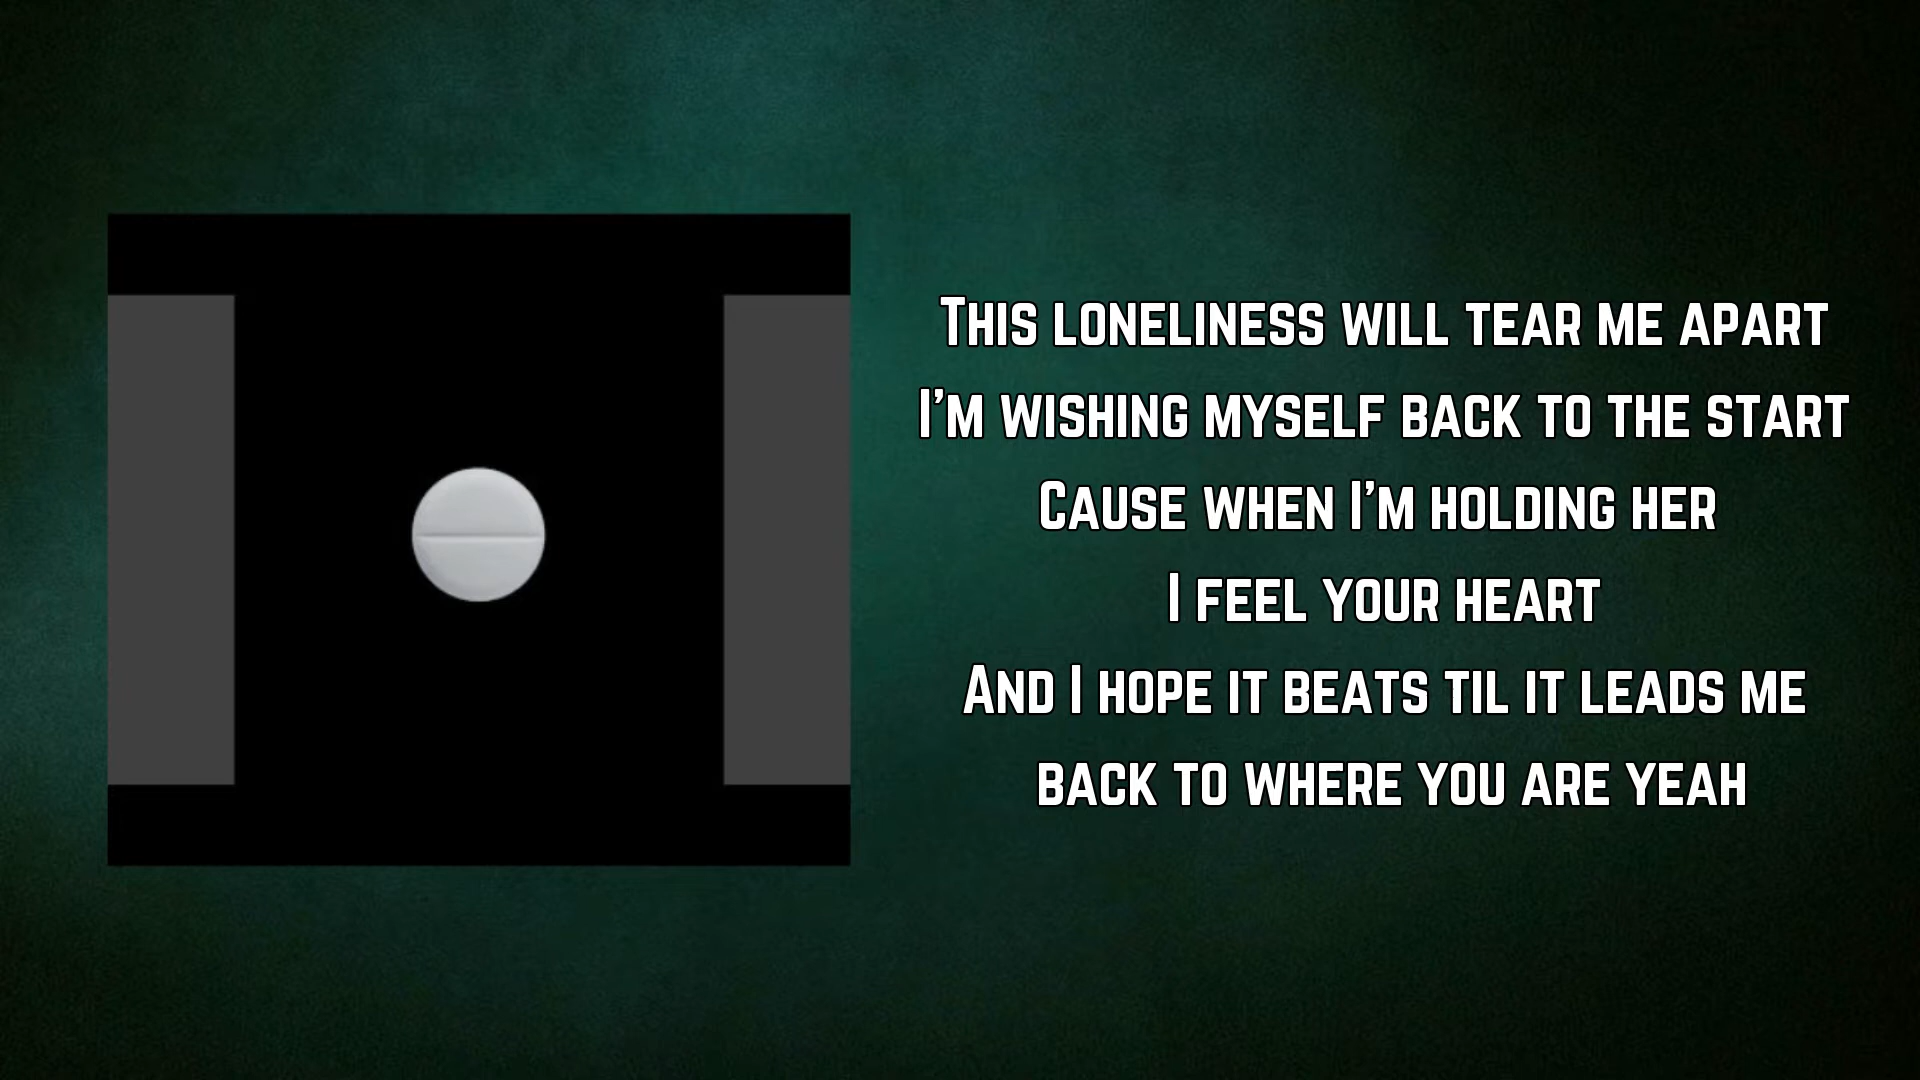 This loneliness will tear me apart
I'm wishing myself back to the start
Cause when I'm holding her
I feel your heart
And I hope it beats til it leads me
back to where you are yeah